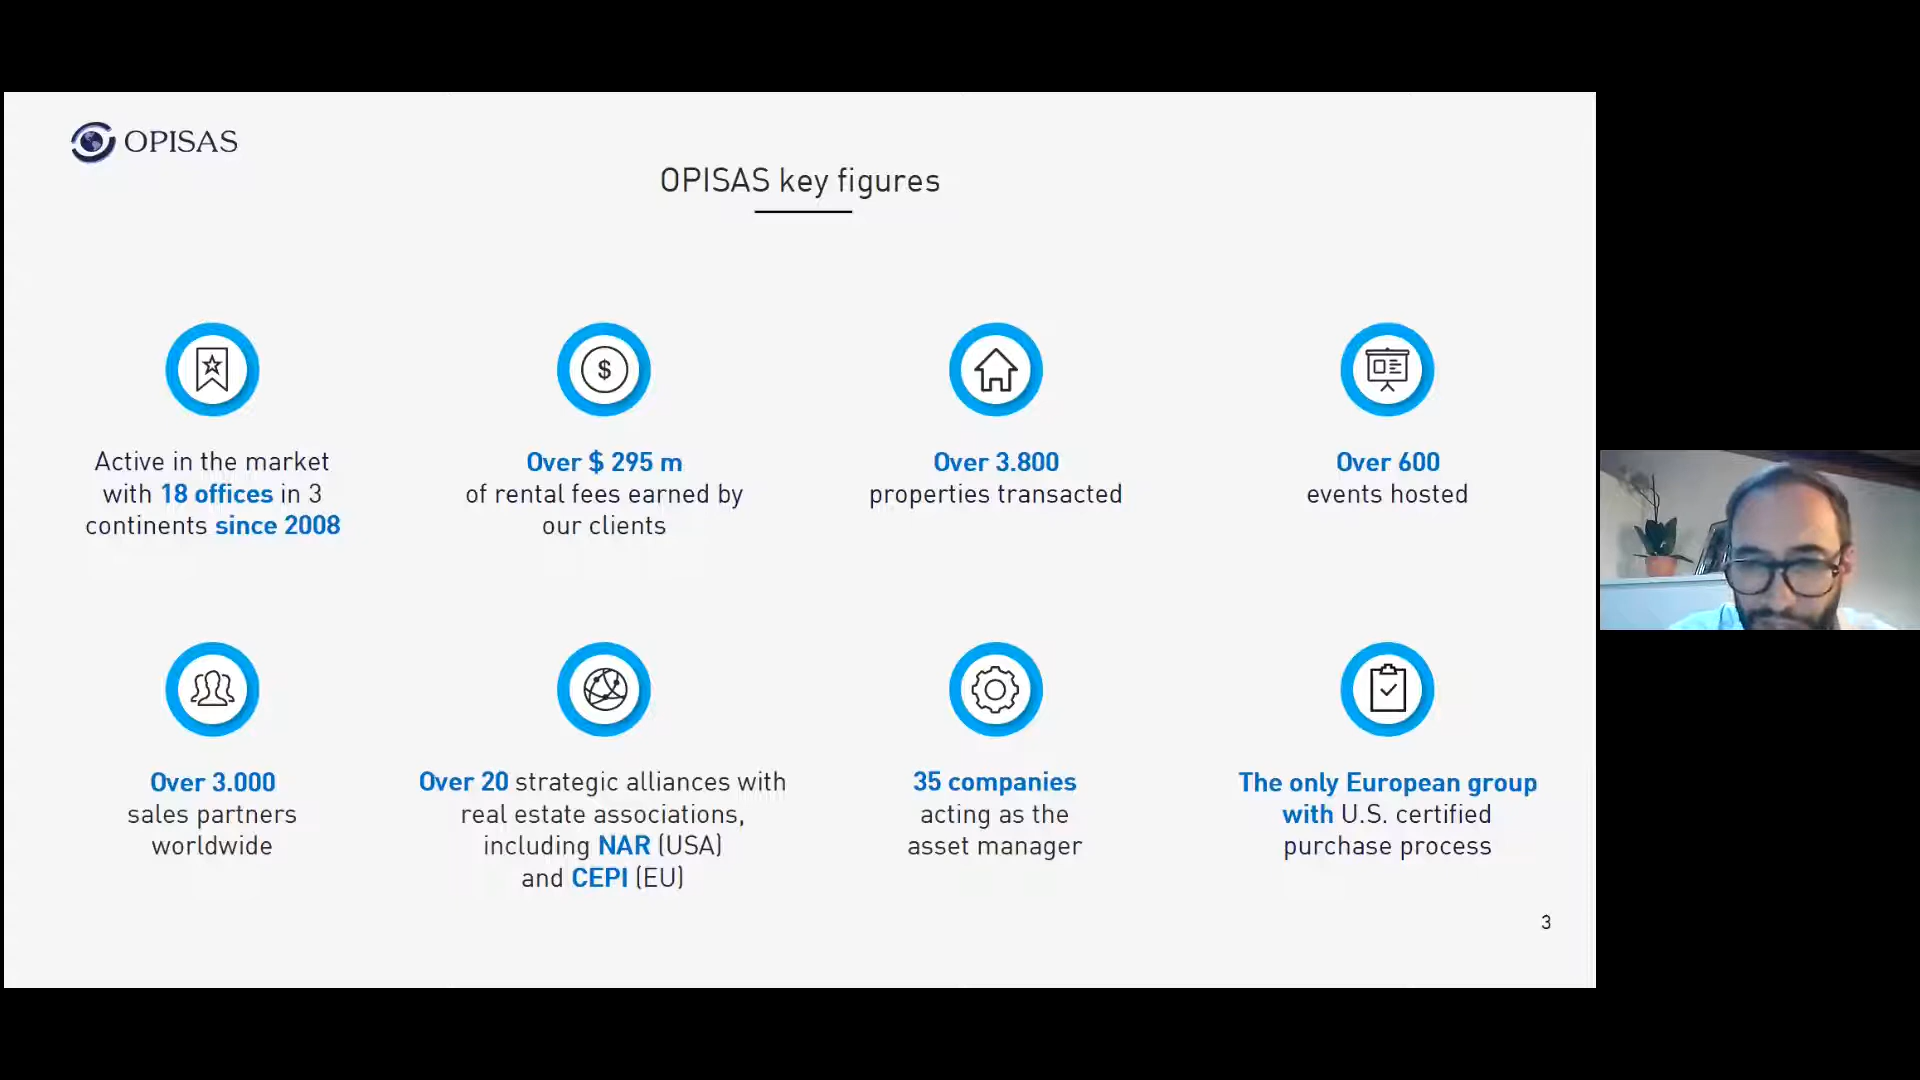 OPISAS
OPISAS key figures
Active in the market
with 18 offices in 3
continents since 2008
$
Over $ 295 m
of rental fees earned by
our clients
Over 3.800
properties transacted
Over 600
events hosted
Over 3.000
sales partners
worldwide
Over 20 strategic alliances with
real estate associations,
including NAR (USA)
and CEPI (EU)
35 companies
acting as the
asset manager
The only European group
with U.S. certified
purchase process
3